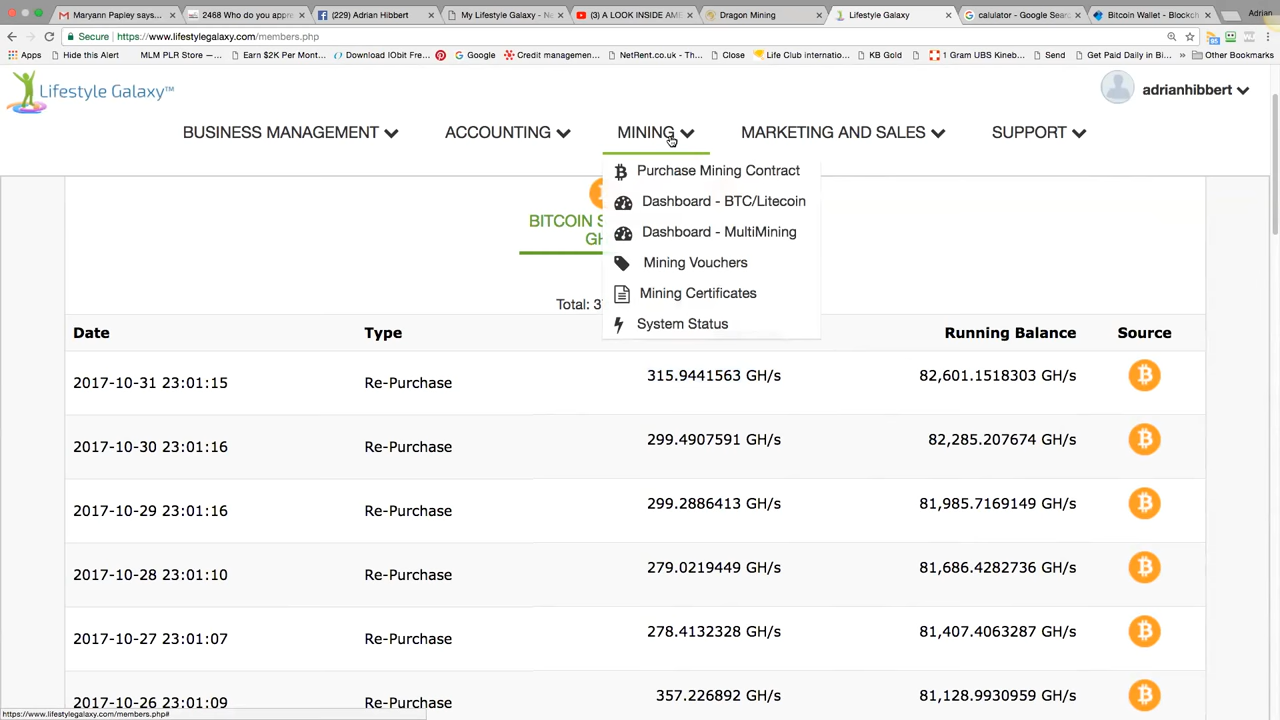 Maryann Papley says...
2468 Who do you appre
(229) Adrian Hibbert
My Lifestyle Galaxy - Ne
(3) A LOOK INSIDE AME
Dragon Mining
Lifestyle Galaxy
calulator - Google Sear
Bitcoin Wallet - Blockch
Adrian
Secure https://www.lifestylegalaxy.com/members.php
Apps
Hide this Alert
MLM PLR Store —...
Earn $2K Per Mont...
Download IObit Fre...
Google
Credit managemen...
NetRent.co.uk - Th...
Close
Life Club internatio...
KB Gold
1 Gram UBS Kineb...
Send
Get Paid Daily in Bi...
Other Bookmarks
Lifestyle Galaxy™
adrianhibbert
BUSINESS MANAGEMENT
ACCOUNTING
MINING
MARKETING AND SALES
SUPPORT
Purchase Mining Contract
Dashboard - BTC/Litecoin
Dashboard - MultiMining
Mining Vouchers
Mining Certificates
System Status
BITCOIN S
GH
Total: 3
Date Type Running Balance Source
2017-10-31 23:01:15 Re-Purchase 315.9441563 GH/s 82,601.1518303 GH/s
2017-10-30 23:01:16 Re-Purchase 299.4907591 GH/s 82,285.207674 GH/s
2017-10-29 23:01:16 Re-Purchase 299.2886413 GH/s 81,985.7169149 GH/s
2017-10-28 23:01:10 Re-Purchase 279.0219449 GH/s 81,686.4282736 GH/s
2017-10-27 23:01:07 Re-Purchase 278.4132328 GH/s 81,407.4063287 GH/s
2017-10-26 23:01:09 Re-Purchase 357.226892 GH/s 81,128.9930959 GH/s
https://www.lifestylegalaxy.com/members.php#